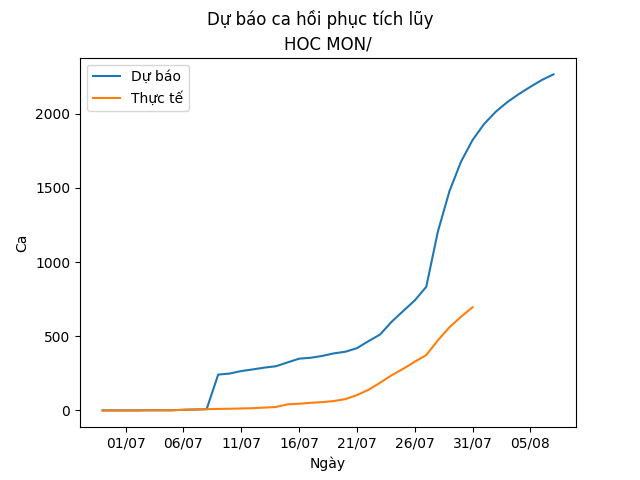 Dự báo ca hồi phục tích lũy
HOC MON/
Dự báo
Thực tế
2000
1500
1000
500
0
Ca
01/07 06/07 11/07 16/07 21/07 26/07 31/07 05/08
Ngày